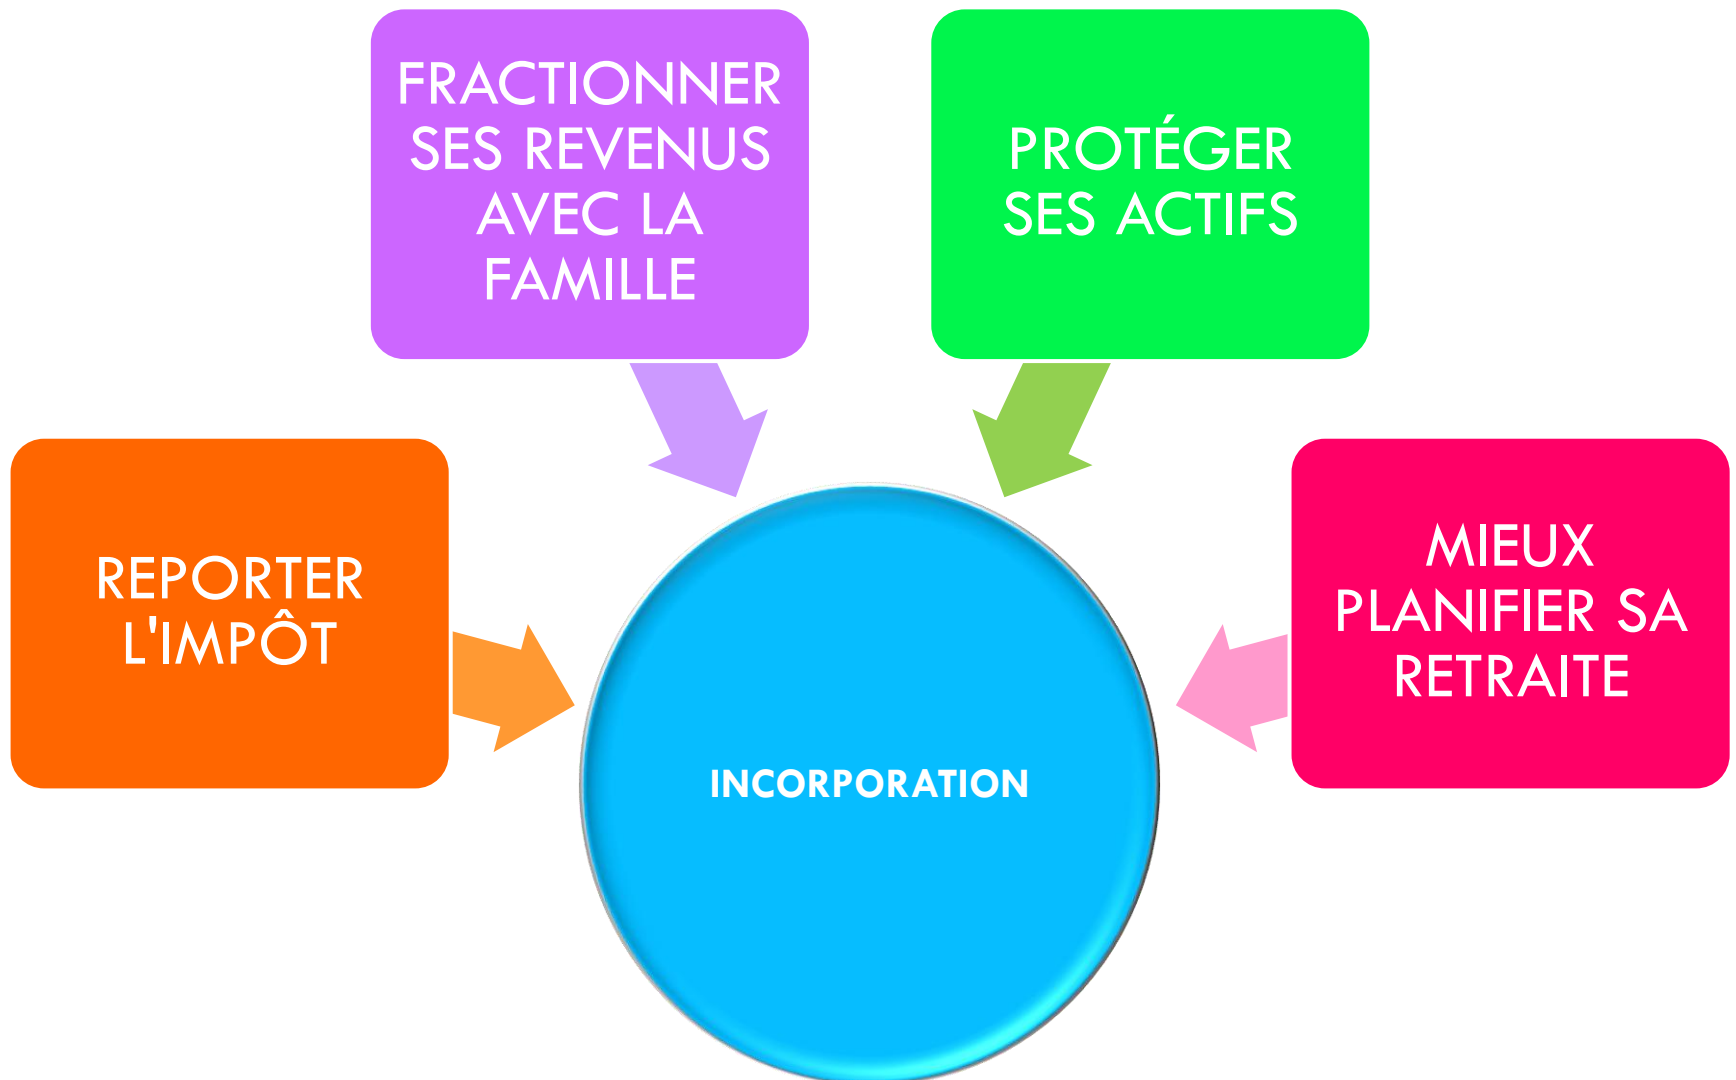 FRACTIONNER
SES REVENUS
AVEC LA
FAMILLE
PROTÉGER
SES ACTIFS
REPORTER
L'IMPÔT
MIEUX
PLANIFIER SA
RETRAITE
INCORPORATION